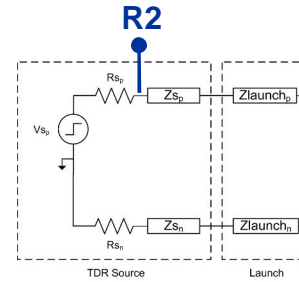 R2
Rsₚ
Zsₚ
Zlaunchₚ
Vsₚ
Rsₙ
Zsₙ
Zlaunchₙ
TDR Source
Launch